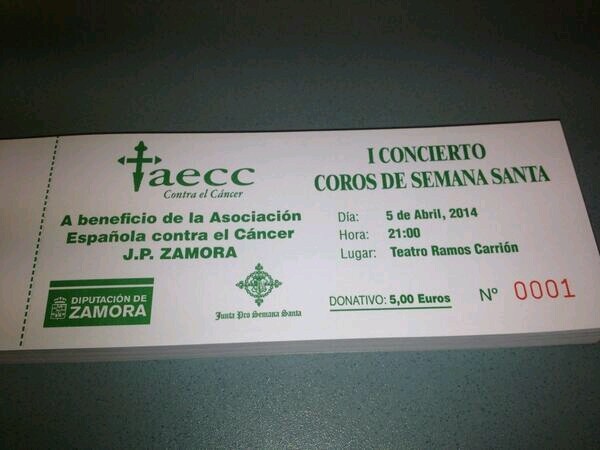 aecc
Contra el Cáncer
A beneficio de la Asociación
Española contra el Cáncer
J.P. ZAMORA
DIPUTACIÓN DE
ZAMORA
Junta Pro Semana Santa
I CONCIERTO
COROS DE SEMANA SANTA
Día: 5 de Abril, 2014
Hora: 21:00
Lugar: Teatro Ramos Carrión
DONATIVO: 5,00 Euros
Nº 0001